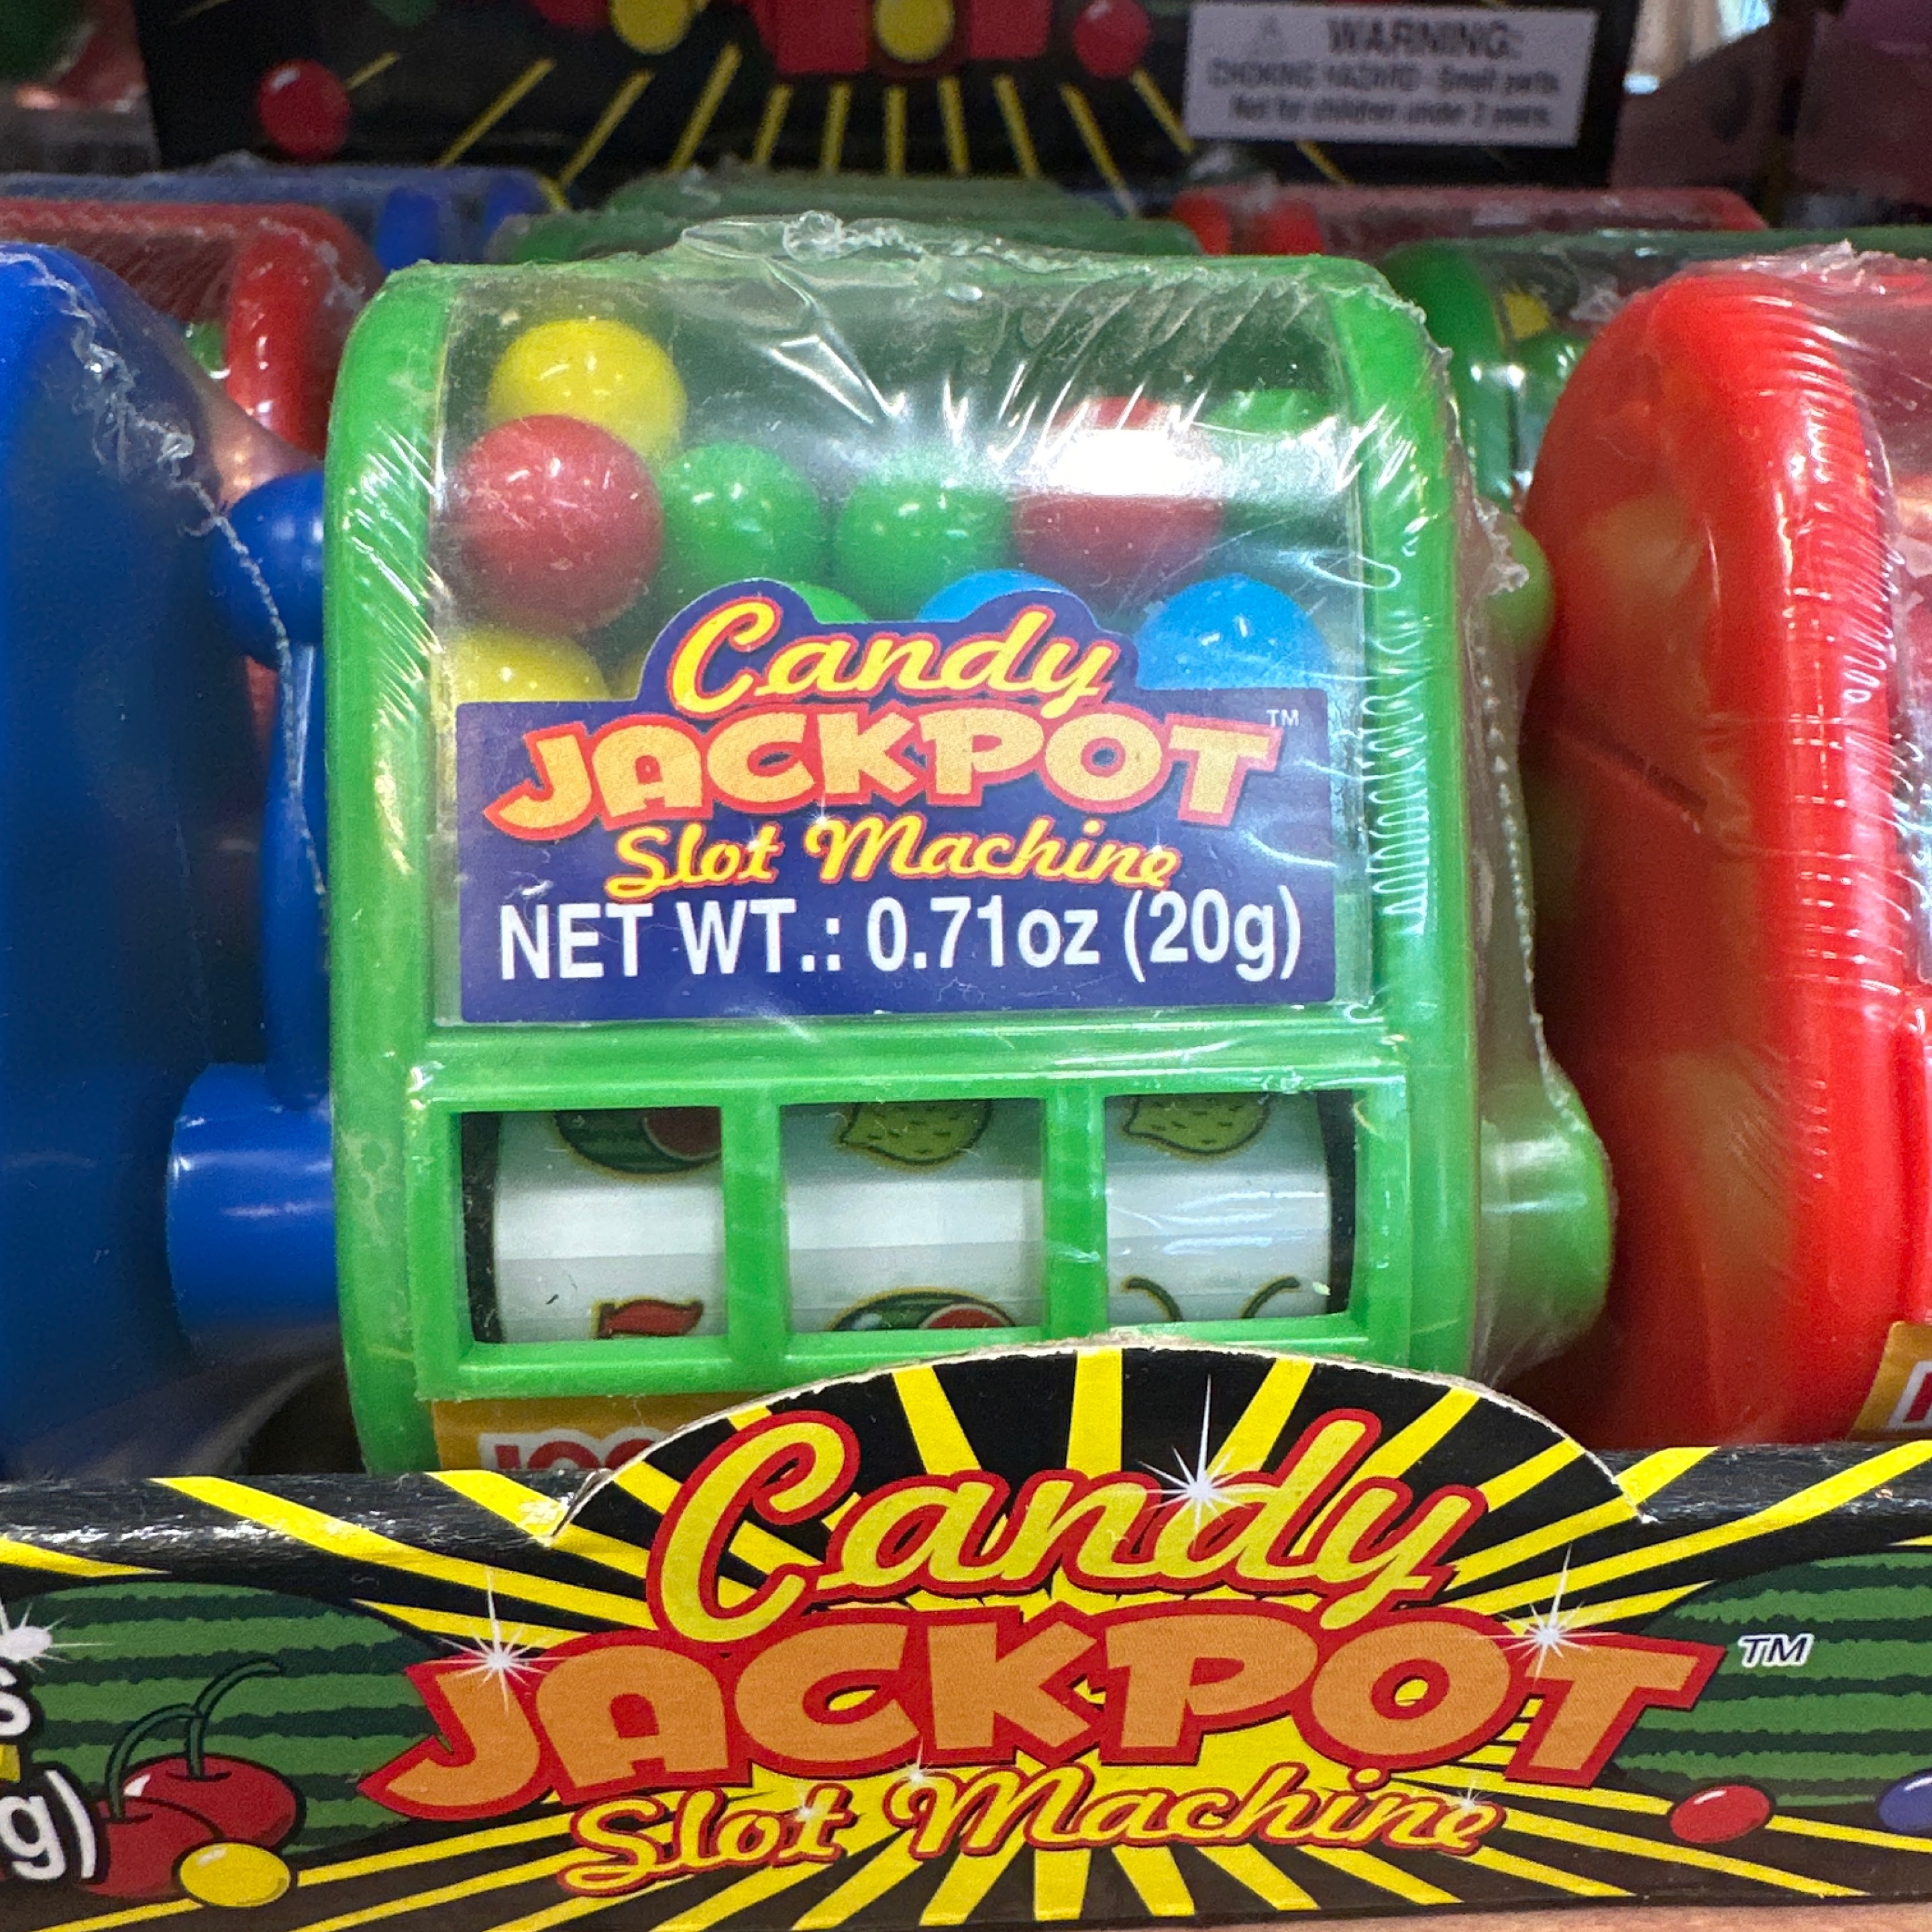 WARNING:
CHOKING HAZARD - Small parts.
Not for children under 3 years.
Candy
JACKPOT™
Slot Machine
NET WT.: 0.71oz (20g)
Candy
JACKPOT™
Slot Machine
s
g)